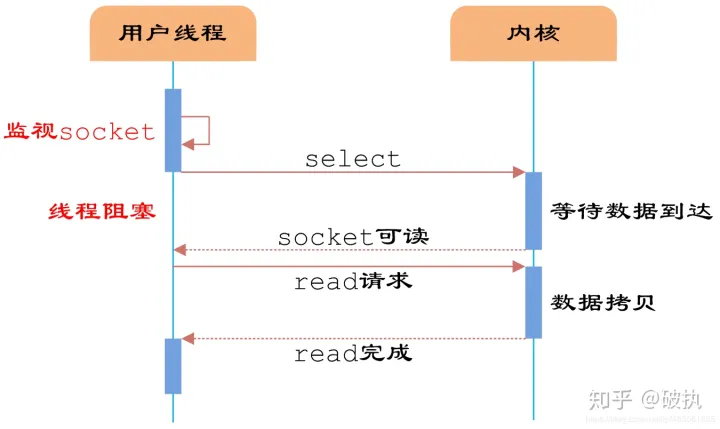 用户线程
内核
监视socket
select
线程阻塞
等待数据到达
socket可读
read请求
数据拷贝
read完成
知乎 @破执